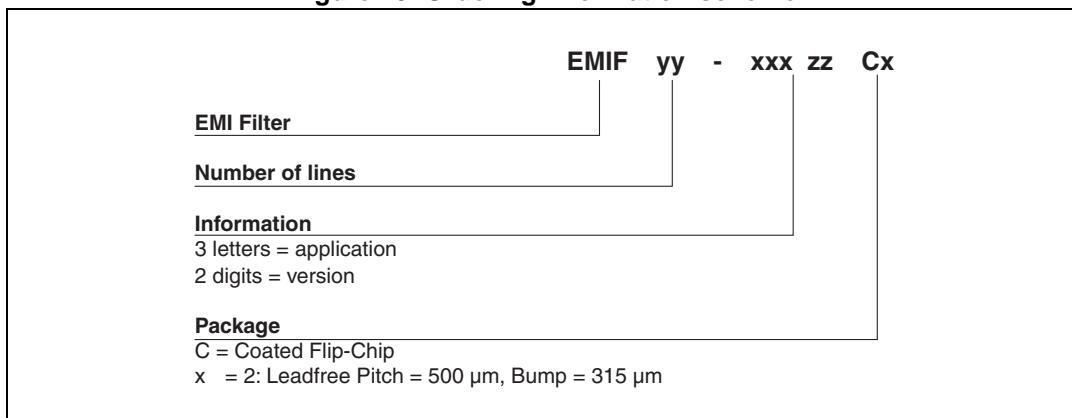 EMIF yy - xxx zz Cx
EMI Filter
Number of lines
Information
3 letters = application
2 digits = version
Package
C = Coated Flip-Chip
x = 2: Leadfree Pitch = 500 µm, Bump = 315 µm